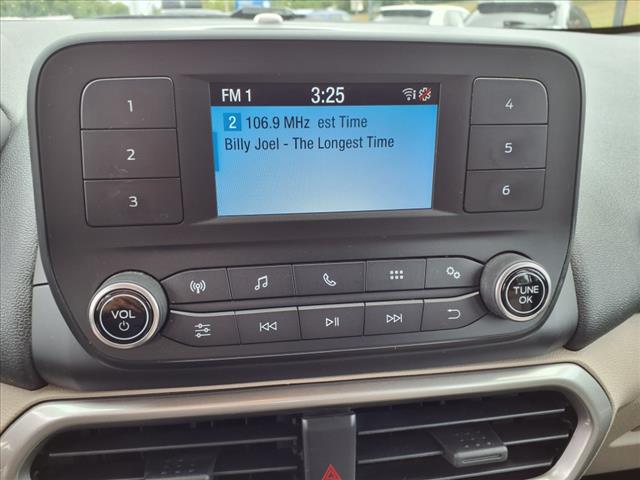 FM 1 3:25
2 106.9 MHz est Time
Billy Joel - The Longest Time
1
2
3
4
5
6
VOL
TUNE
OK